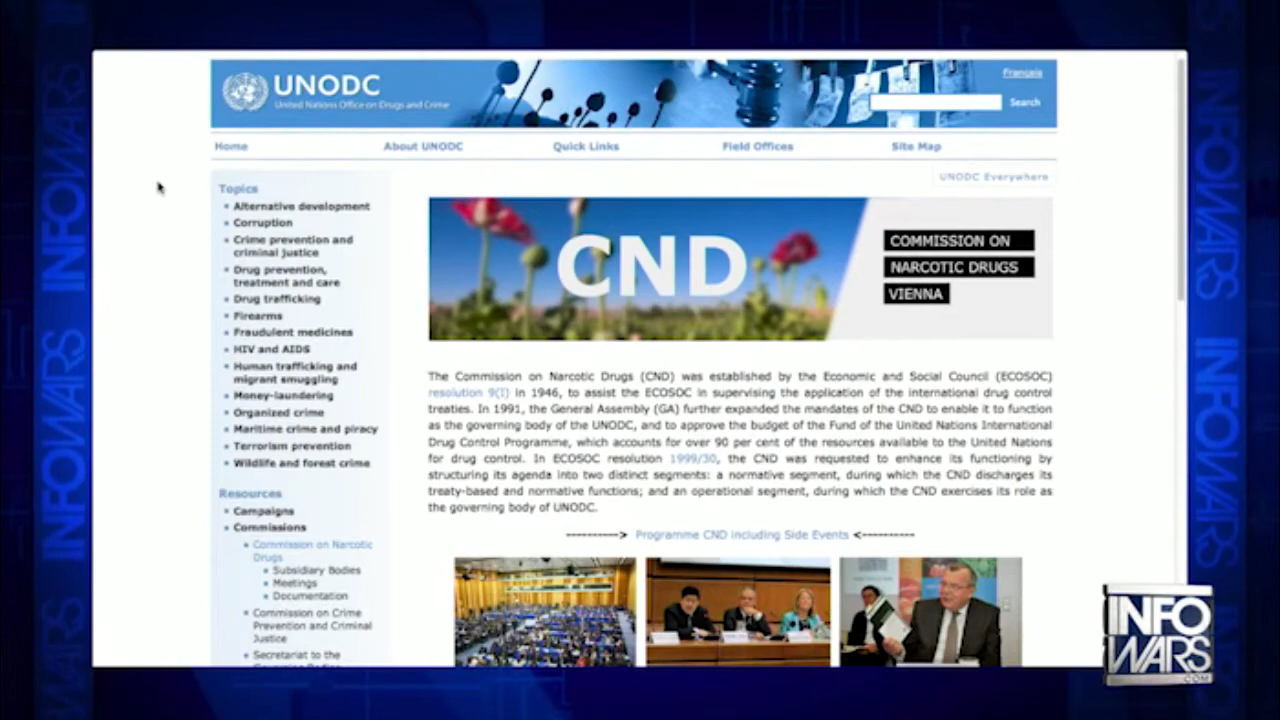 UNODC
United Nations Office on Drugs and Crime
Français
Search
Home
About UNODC
Quick Links
Field Offices
Site Map
UNODC Everywhere
Topics
Alternative development
Corruption
Crime prevention and
criminal justice
Drug prevention,
treatment and care
Drug trafficking
Firearms
Fraudulent medicines
HIV and AIDS
Human trafficking and
migrant smuggling
Money-laundering
Organized crime
Maritime crime and piracy
Terrorism prevention
Wildlife and forest crime
Resources
Campaigns
Commissions
Commission on Narcotic
Drugs
Subsidiary Bodies
Meetings
Documentation
Commission on Crime
Prevention and Criminal
Justice
Secretariat to the
Governing Bodies
CND
COMMISSION ON
NARCOTIC DRUGS
VIENNA
The Commission on Narcotic Drugs (CND) was established by the Economic and Social Council (ECOSOC)
resolution 9(I) in 1946, to assist the ECOSOC in supervising the application of the international drug control
treaties. In 1991, the General Assembly (GA) further expanded the mandates of the CND to enable it to function
as the governing body of the UNODC, and to approve the budget of the Fund of the United Nations International
Drug Control Programme, which accounts for over 90 per cent of the resources available to the United Nations
for drug control. In ECOSOC resolution 1999/30, the CND was requested to enhance its functioning by
structuring its agenda into two distinct segments: a normative segment, during which the CND discharges its
treaty-based and normative functions; and an operational segment, during which the CND exercises its role as
the governing body of UNODC.
----------> Programme CND including Side Events <----------
INFOWARS
INFOWARS
INFOWARS
INFOWARS
WARS
INFO
WARS
.COM